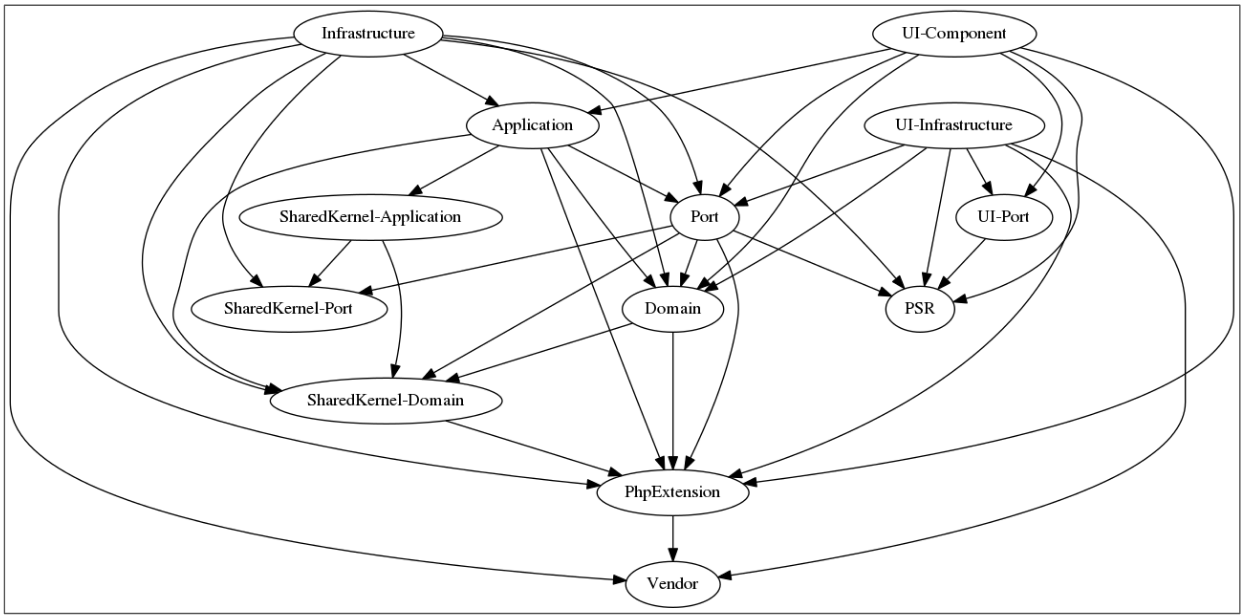 Infrastructure
UI-Component
Application
UI-Infrastructure
SharedKernel-Application
Port
UI-Port
SharedKernel-Port
Domain
PSR
SharedKernel-Domain
PhpExtension
Vendor